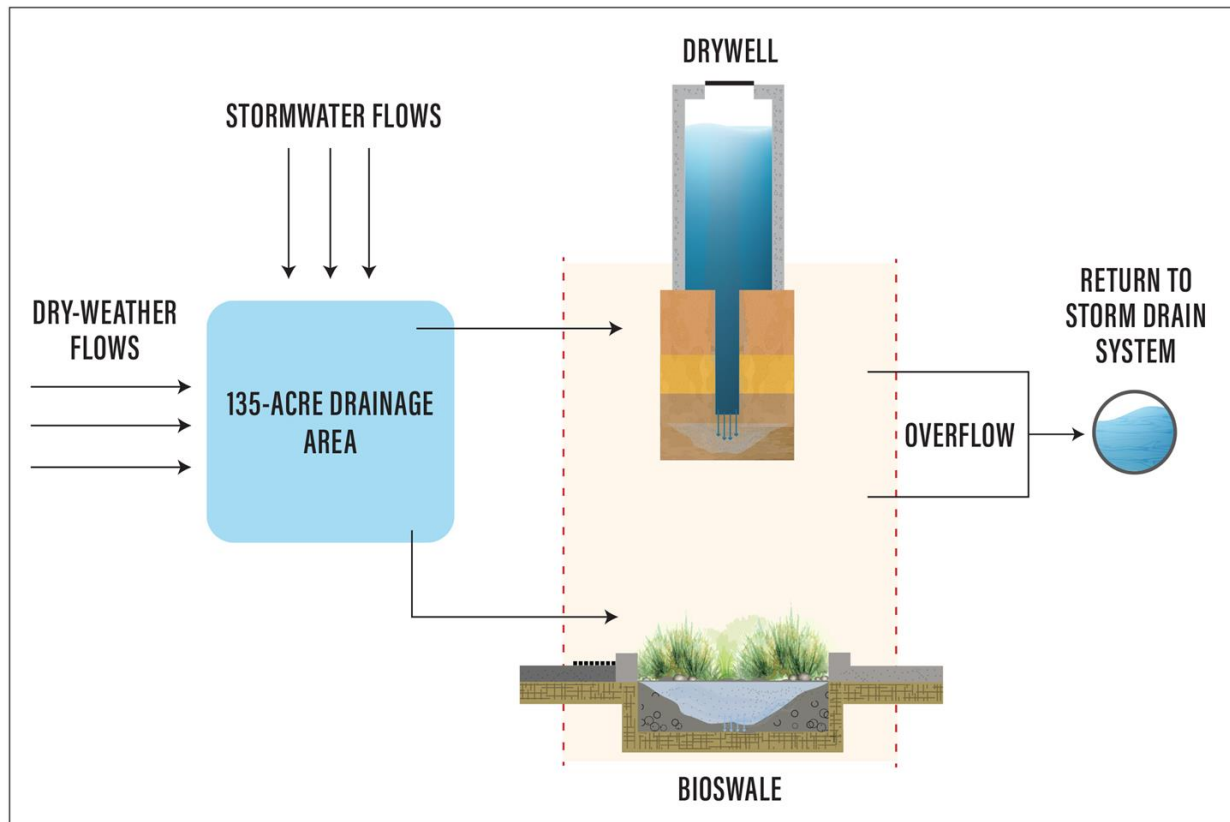 DRYWELL
STORMWATER FLOWS
DRY-WEATHER
FLOWS
135-ACRE DRAINAGE
AREA
OVERFLOW
RETURN TO
STORM DRAIN
SYSTEM
BIOSWALE